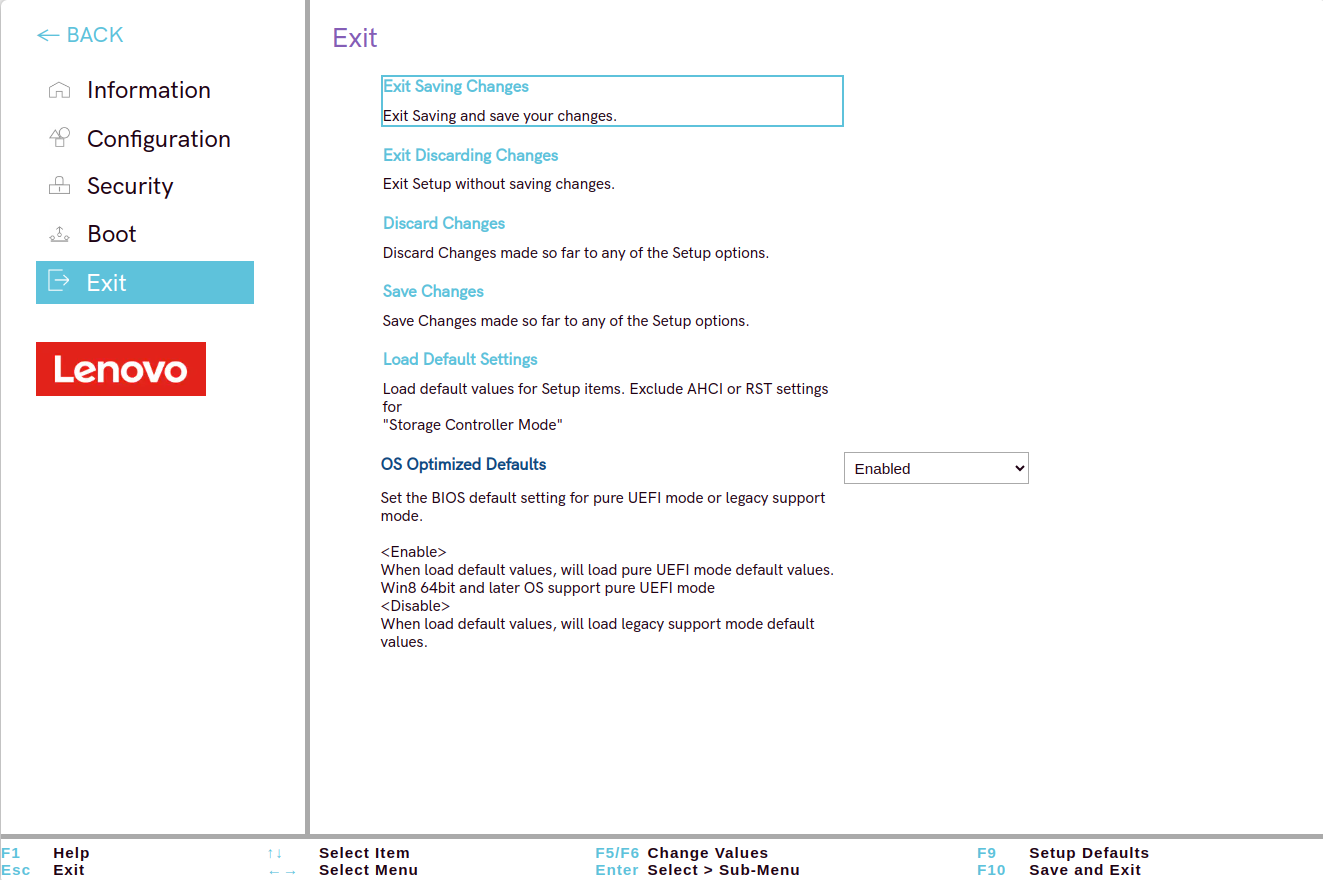 ← BACK
Information
Configuration
Security
Boot
Exit
Lenovo
Exit
Exit Saving Changes
Exit Saving and save your changes.
Exit Discarding Changes
Exit Setup without saving changes.
Discard Changes
Discard Changes made so far to any of the Setup options.
Save Changes
Save Changes made so far to any of the Setup options.
Load Default Settings
Load default values for Setup items. Exclude AHCI or RST settings
for
"Storage Controller Mode"
OS Optimized Defaults
Enabled
Set the BIOS default setting for pure UEFI mode or legacy support
mode.
<Enable>
When load default values, will load pure UEFI mode default values.
Win8 64bit and later OS support pure UEFI mode
<Disable>
When load default values, will load legacy support mode default
values.
F1 Help ↑↓ Select Item F5/F6 Change Values F9 Setup Defaults
Esc Exit ←→ Select Menu Enter Select > Sub-Menu F10 Save and Exit